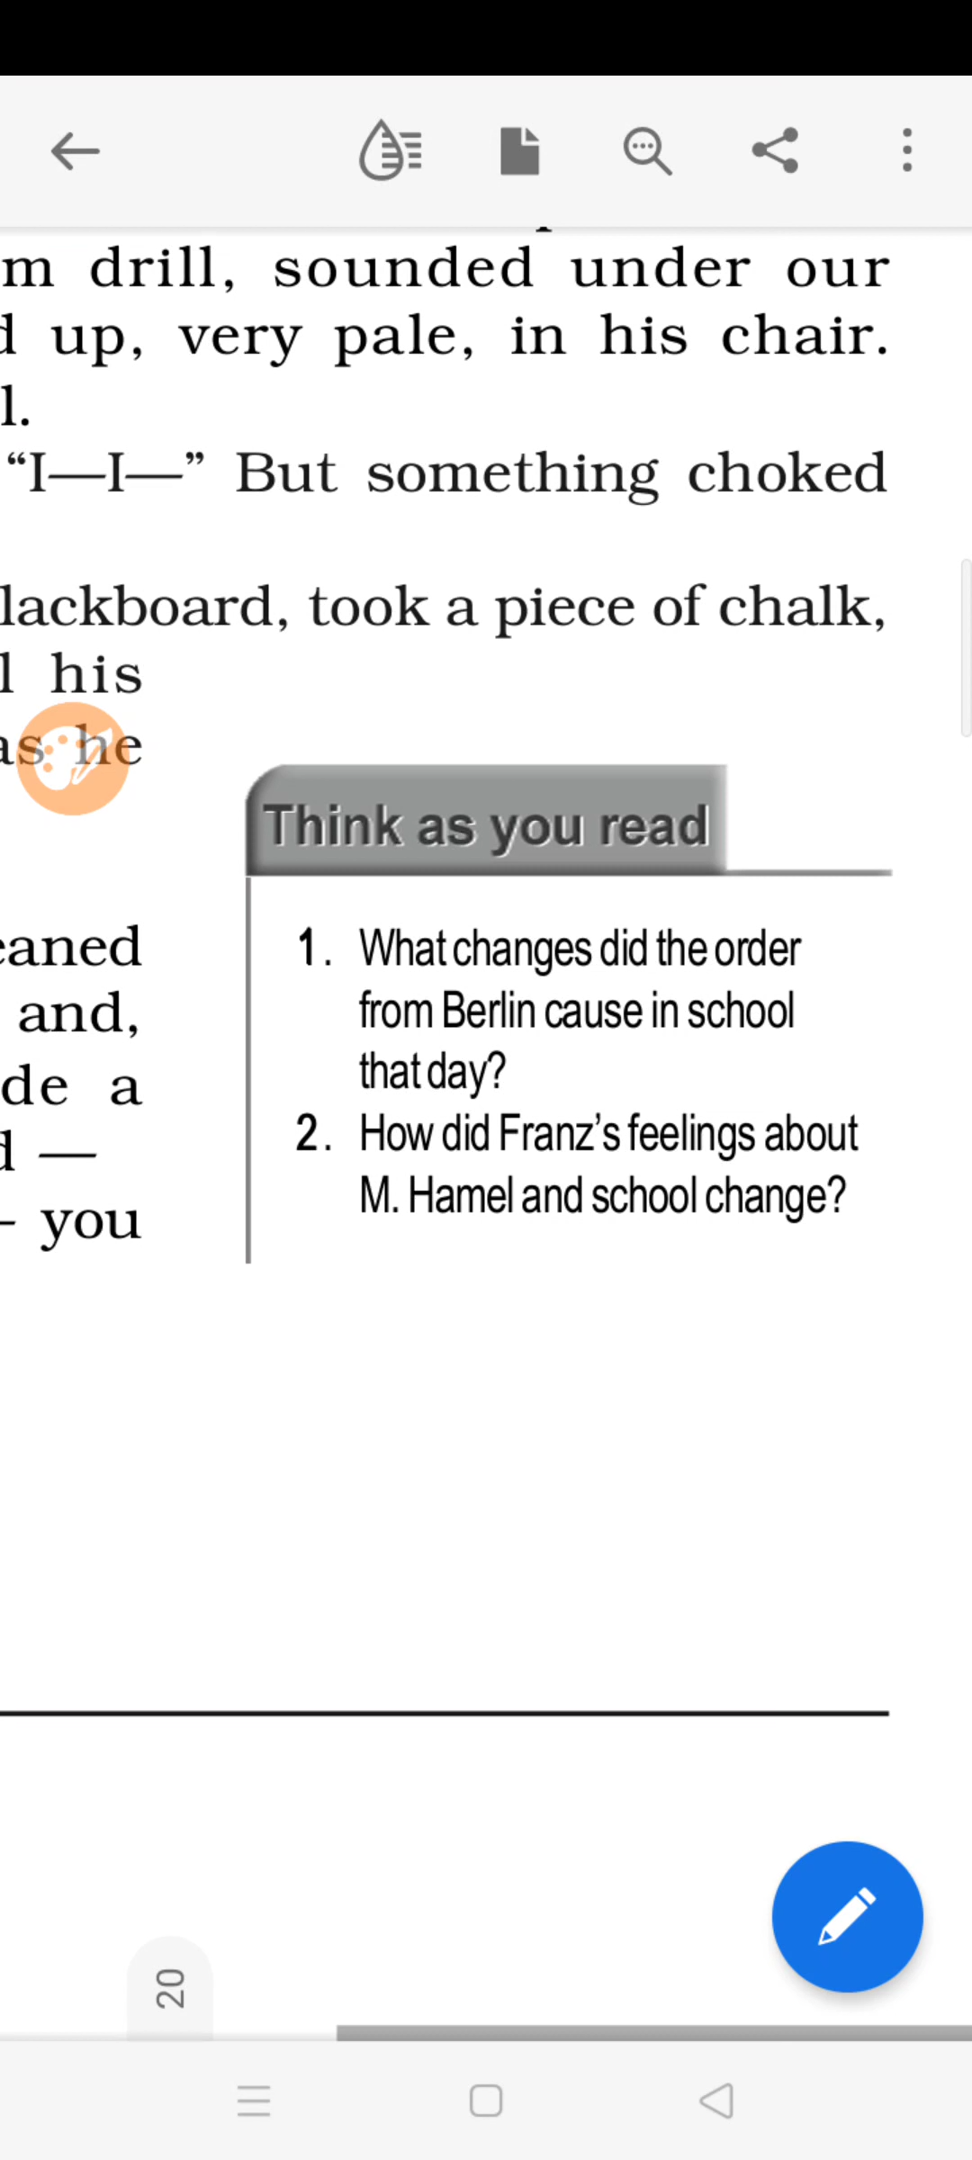 m drill, sounded under our
d up, very pale, in his chair.
l.
“I—I—” But something choked
lackboard, took a piece of chalk,
l his
as he
Think as you read
eaned
and,
de a
d —
- you
1. What changes did the order
from Berlin cause in school
that day?
2. How did Franz’s feelings about
M. Hamel and school change?
20